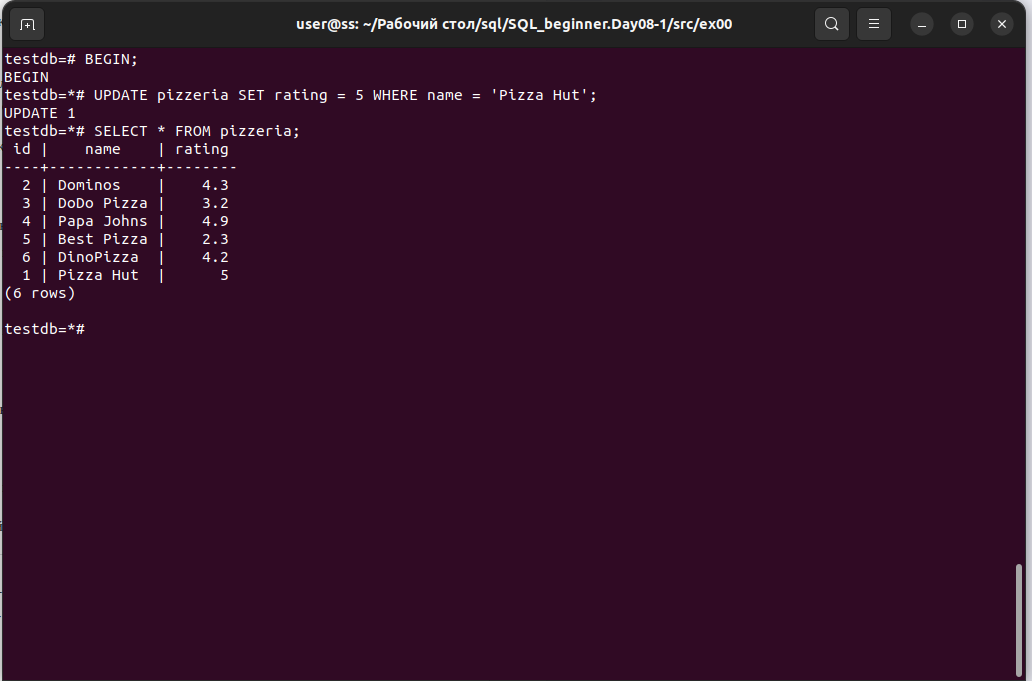 user@ss: ~/Рабочий стол/sql/SQL_beginner.Day08-1/src/ex00
testdb=# BEGIN;
BEGIN
testdb=*# UPDATE pizzeria SET rating = 5 WHERE name = 'Pizza Hut';
UPDATE 1
testdb=*# SELECT * FROM pizzeria;
 id |    name    | rating
----+------------+--------
  2 | Dominos    |    4.3
  3 | DoDo Pizza |    3.2
  4 | Papa Johns |    4.9
  5 | Best Pizza |    2.3
  6 | DinoPizza  |    4.2
  1 | Pizza Hut  |      5
(6 rows)
testdb=*#